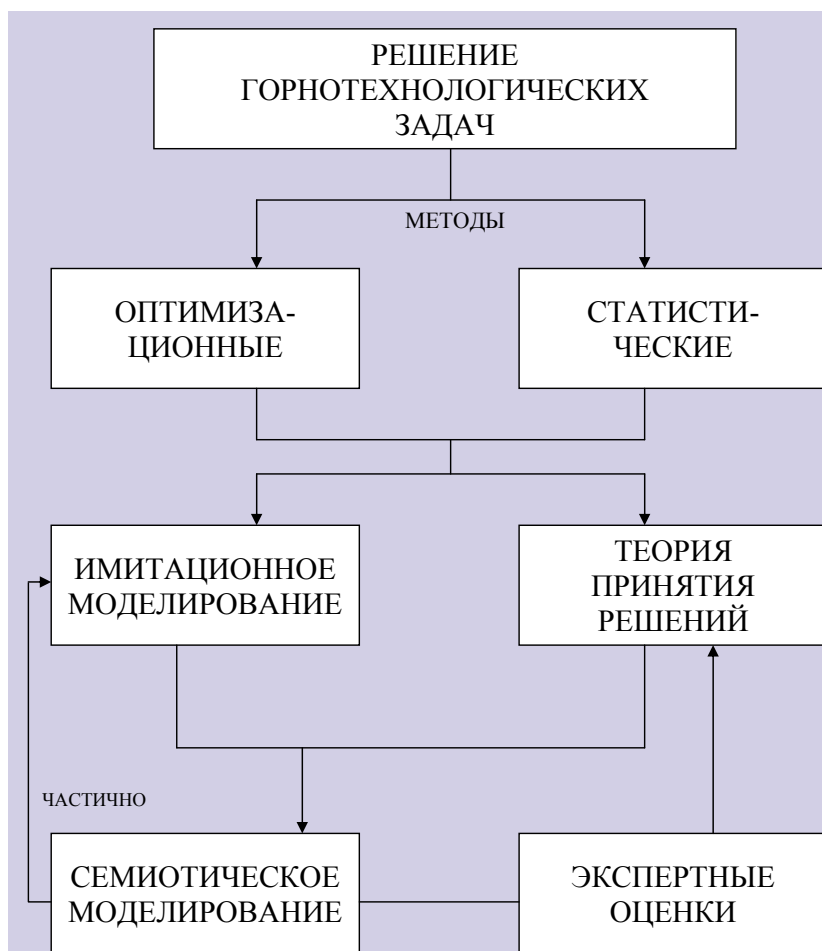 РЕШЕНИЕ
ГОРНОТЕХНОЛОГИЧЕСКИХ
ЗАДАЧ
МЕТОДЫ
ОПТИМИЗА-
ЦИОННЫЕ
СТАТИСТИ-
ЧЕСКИЕ
ИМИТАЦИОННОЕ
МОДЕЛИРОВАНИЕ
ТЕОРИЯ
ПРИНЯТИЯ
РЕШЕНИЙ
ЧАСТИЧНО
СЕМИОТИЧЕСКОЕ
МОДЕЛИРОВАНИЕ
ЭКСПЕРТНЫЕ
ОЦЕНКИ